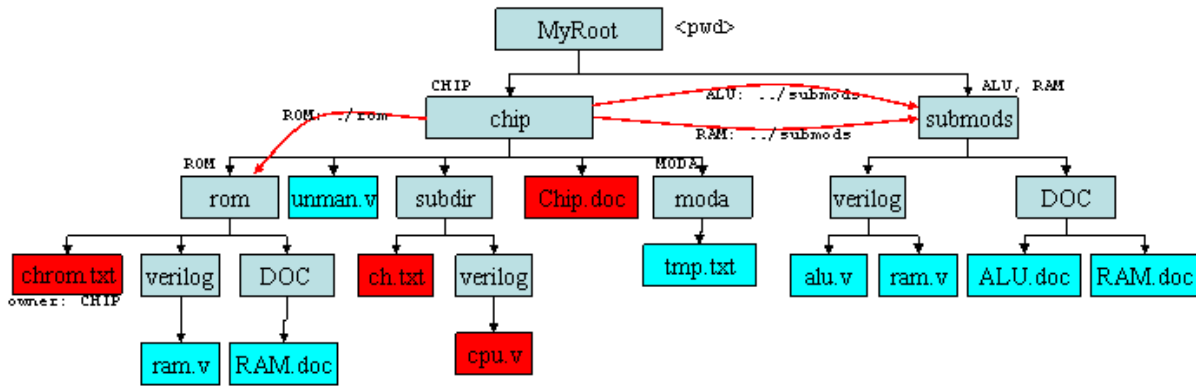 MyRoot <pwd>
CHIP
ALU, RAM
ALU: ../submods
ROM: ./rom
chip
submods
RAM: ../submods
ROM
MODA
rom
unman.v
subdir
Chip.doc
moda
verilog
DOC
chrom.txt
verilog
DOC
ch.txt
verilog
tmp.txt
alu.v
ram.v
ALU.doc
RAM.doc
owner: CHIP
ram.v
RAM.doc
cpu.v